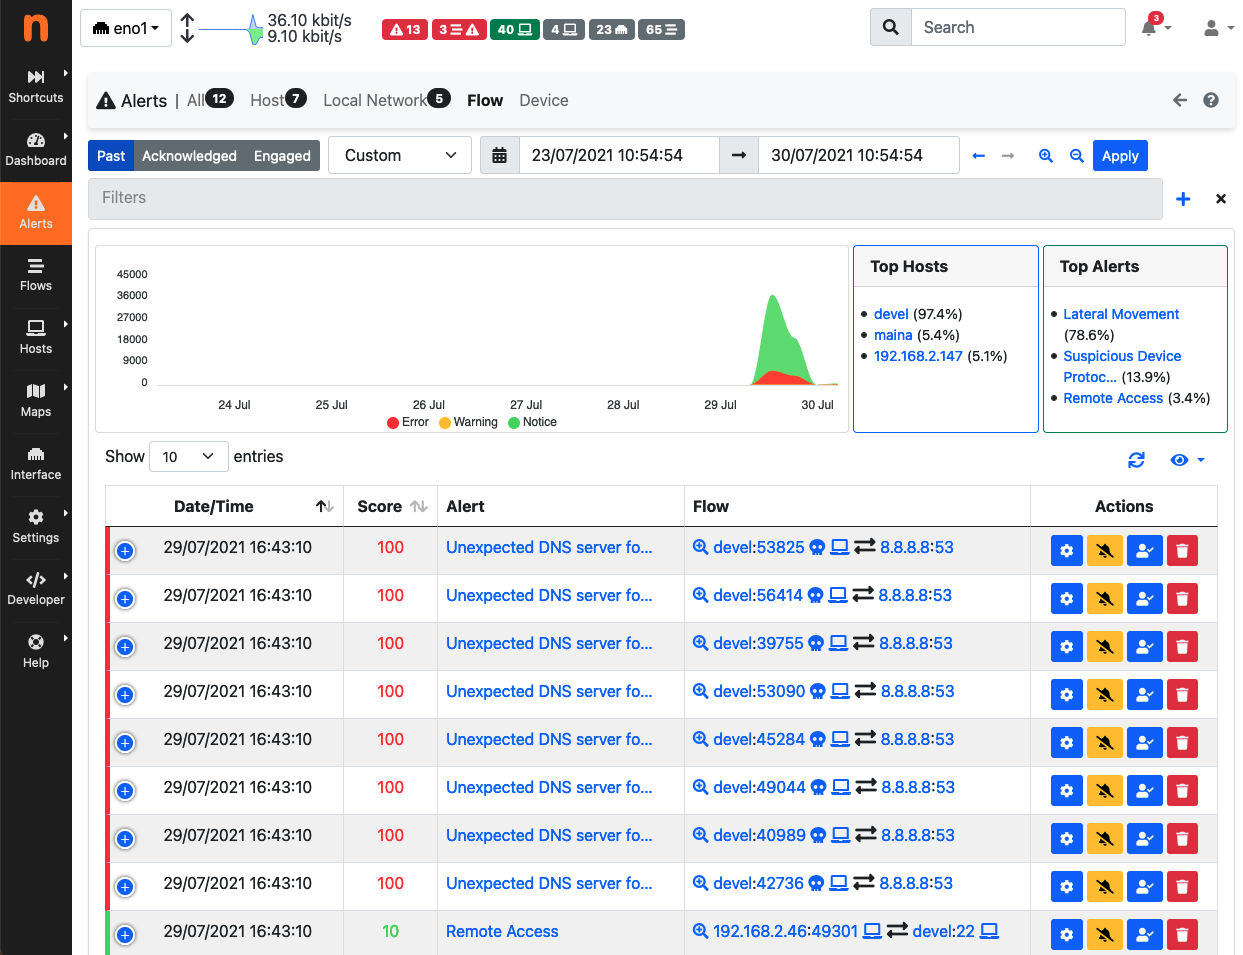 n
eno1
36.10 kbit/s
9.10 kbit/s
13
3
40
4
23
65
Search
3
Shortcuts
Dashboard
Alerts
Flows
Hosts
Maps
Interface
Settings
Developer
Help
Alerts | All 12 Host 7 Local Network 5 Flow Device
Past Acknowledged Engaged
Custom
23/07/2021 10:54:54
30/07/2021 10:54:54
Apply
Filters
45000
36000
27000
18000
9000
0
24 Jul 25 Jul 26 Jul 27 Jul 28 Jul 29 Jul 30 Jul
Error Warning Notice
Top Hosts
devel (97.4%)
maina (5.4%)
192.168.2.147 (5.1%)
Top Alerts
Lateral Movement
(78.6%)
Suspicious Device
Protoc... (13.9%)
Remote Access (3.4%)
Show 10 entries
Date/Time Score Alert Flow Actions
29/07/2021 16:43:10 100 Unexpected DNS server fo... devel:53825 8.8.8.8:53
29/07/2021 16:43:10 100 Unexpected DNS server fo... devel:56414 8.8.8.8:53
29/07/2021 16:43:10 100 Unexpected DNS server fo... devel:39755 8.8.8.8:53
29/07/2021 16:43:10 100 Unexpected DNS server fo... devel:53090 8.8.8.8:53
29/07/2021 16:43:10 100 Unexpected DNS server fo... devel:45284 8.8.8.8:53
29/07/2021 16:43:10 100 Unexpected DNS server fo... devel:49044 8.8.8.8:53
29/07/2021 16:43:10 100 Unexpected DNS server fo... devel:40989 8.8.8.8:53
29/07/2021 16:43:10 100 Unexpected DNS server fo... devel:42736 8.8.8.8:53
29/07/2021 16:43:10 10 Remote Access 192.168.2.46:49301 devel:22